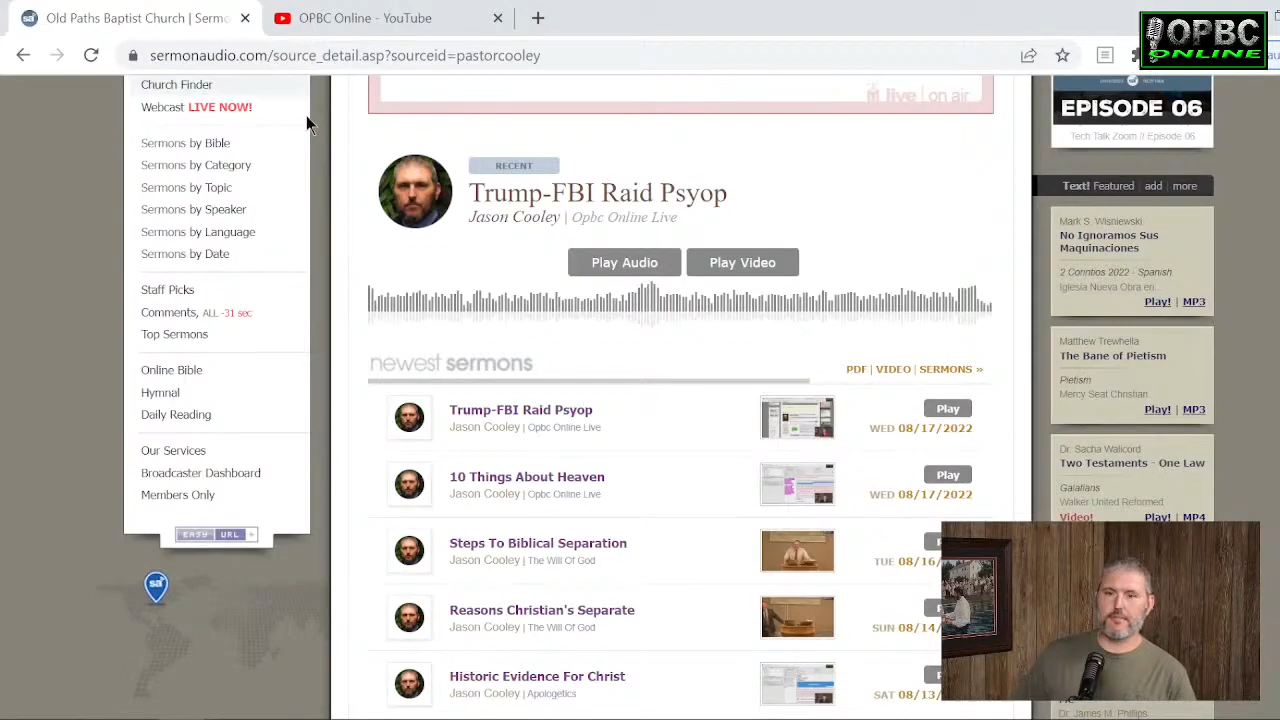 Old Paths Baptist Church | Sermo
OPBC Online - YouTube
OPBC
ONLINE
sermonaudio.com/source_detail.asp?sourceid=pastor
Church Finder
Webcast LIVE NOW!
Sermons by Bible
Sermons by Category
Sermons by Topic
Sermons by Speaker
Sermons by Language
Sermons by Date
Staff Picks
Comments, ALL -31 sec
Top Sermons
Online Bible
Hymnal
Daily Reading
Our Services
Broadcaster Dashboard
Members Only
EASY URL +
sa
live | on air
RECENT
Trump-FBI Raid Psyop
Jason Cooley | Opbc Online Live
Play Audio
Play Video
newest sermons
PDF | VIDEO | SERMONS »
Trump-FBI Raid Psyop
Jason Cooley | Opbc Online Live
Play
WED 08/17/2022
10 Things About Heaven
Jason Cooley | Opbc Online Live
Play
WED 08/17/2022
Steps To Biblical Separation
Jason Cooley | The Will Of God
TUE 08/16/
Reasons Christian's Separate
Jason Cooley | The Will Of God
SUN 08/14/
Historic Evidence For Christ
Jason Cooley | Apologetics
SAT 08/13/
EPISODE 06
Tech Talk Zoom // Episode 06
Text! Featured | add | more
Mark S. Wisniewski
No Ignoramos Sus
Maquinaciones
2 Corintios 2022 - Spanish
Iglesia Nueva Obra en..
Play! | MP3
Matthew Trewhella
The Bane of Pietism
Pietism
Mercy Seat Christian..
Play! | MP3
Dr. Sacha Walicord
Two Testaments - One Law
Galatians
Walker United Reformed
Video! Play! | MP4
Dr. James M. Phillips